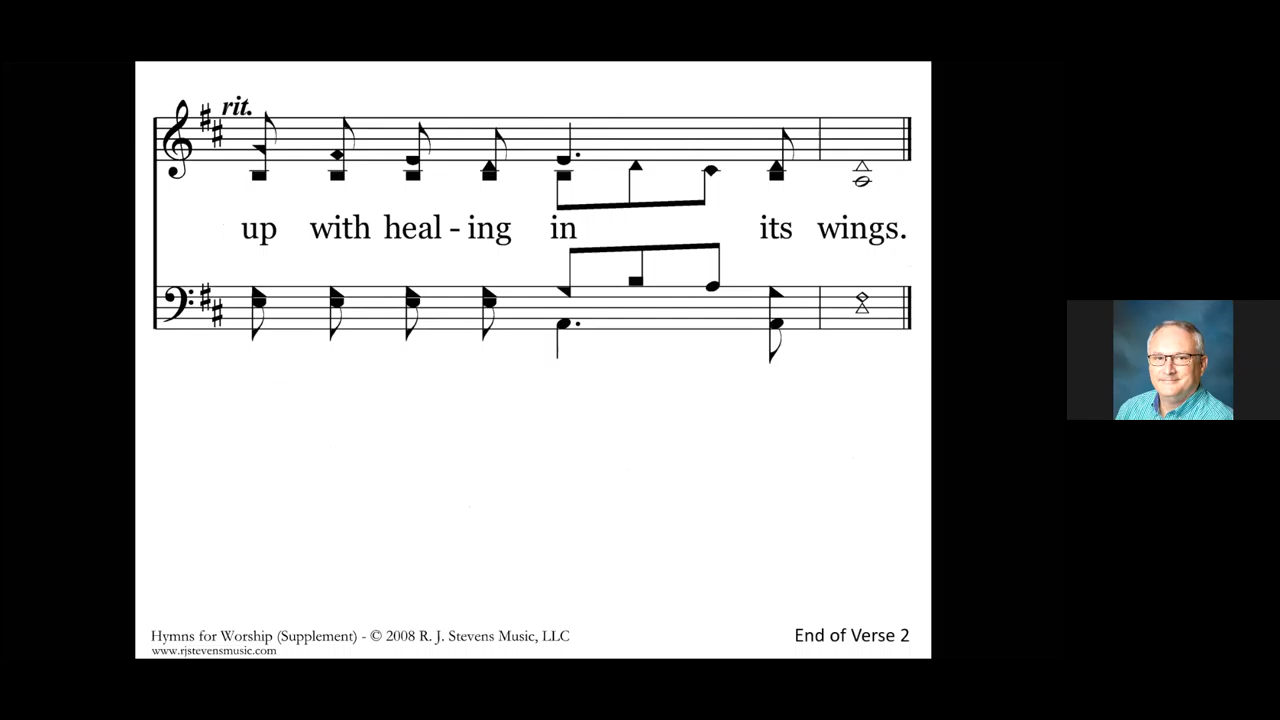 rit.
up with heal - ing in its wings.
Hymns for Worship (Supplement) - © 2008 R. J. Stevens Music, LLC
www.rjstevensmusic.com
End of Verse 2